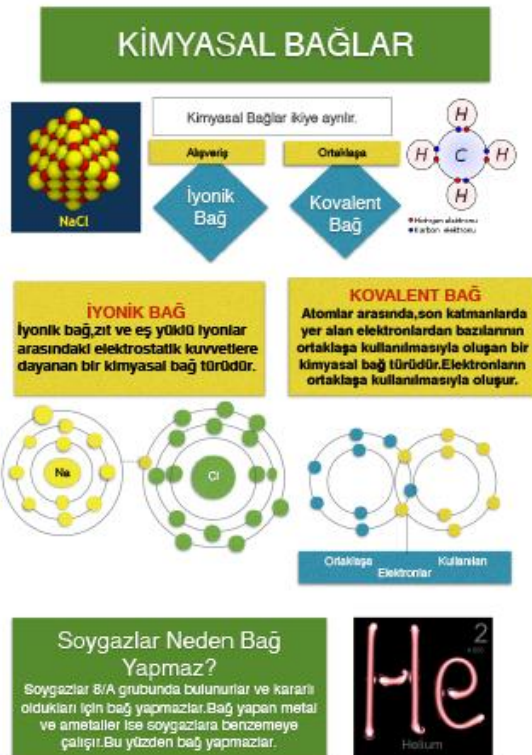 KİMYASAL BAĞLAR
Kimyasal Bağlar ikiye ayrılır.
Alışveriş
Ortaklaşa
İyonik
Bağ
Kovalent
Bağ
NaCl
H
H
C
H
H
Hidrojen elektronu
Karbon elektronu
İYONİK BAĞ
İyonik bağ,zıt ve eş yüklü iyonlar
arasındaki elektrostatik kuvvetlere
dayanan bir kimyasal bağ türüdür.
KOVALENT BAĞ
Atomlar arasında,son katmanlarda
yer alan elektronlardan bazılarının
ortaklaşa kullanılmasıyla oluşan bir
kimyasal bağ türüdür.Elektronların
ortaklaşa kullanılmasıyla oluşur.
Na
Cl
Ortaklaşa Kullanılan
Elektronlar
Soygazlar Neden Bağ
Yapmaz?
Soygazlar 8/A grubunda bulunurlar ve kararlı
oldukları için bağ yapmazlar.Bağ yapan metal
ve ametaller ise soygazlara benzemeye
çalışır.Bu yüzden bağ yapmazlar.
2
He
Helium